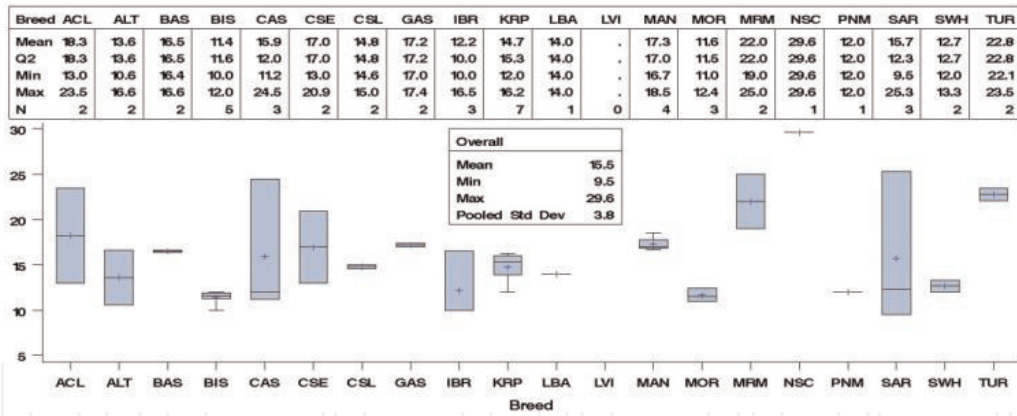 Breed ACL ALT BAS BIS CAS CSE CSL GAS IBR KRP LBA LVI MAN MOR MRM NSC PNM SAR SWH TUR
Mean 18.3 13.6 16.5 11.4 15.9 17.0 14.8 17.2 12.2 14.7 14.0 . 17.3 11.6 22.0 29.6 12.0 15.7 12.7 22.8
Q2 18.3 13.6 16.5 11.6 12.0 17.0 14.8 17.2 10.0 15.3 14.0 . 17.0 11.5 22.0 29.6 12.0 12.3 12.7 22.8
Min 13.0 10.6 16.4 10.0 11.2 13.0 14.6 17.0 10.0 12.0 14.0 . 16.7 11.0 19.0 29.6 12.0 9.5 12.0 22.1
Max 23.5 16.6 16.6 12.0 24.5 20.9 15.0 17.4 16.5 16.2 14.0 . 18.5 12.4 25.0 29.6 12.0 25.3 13.3 23.5
N 2 2 2 5 3 2 2 2 3 7 1 0 4 3 2 1 1 3 2 2
30
Overall
Mean 15.5
Min 9.5
Max 29.6
Pooled Std Dev 3.8
25
20
15
10
5
ACL ALT BAS BIS CAS CSE CSL GAS IBR KRP LBA LVI MAN MOR MRM NSC PNM SAR SWH TUR
Breed